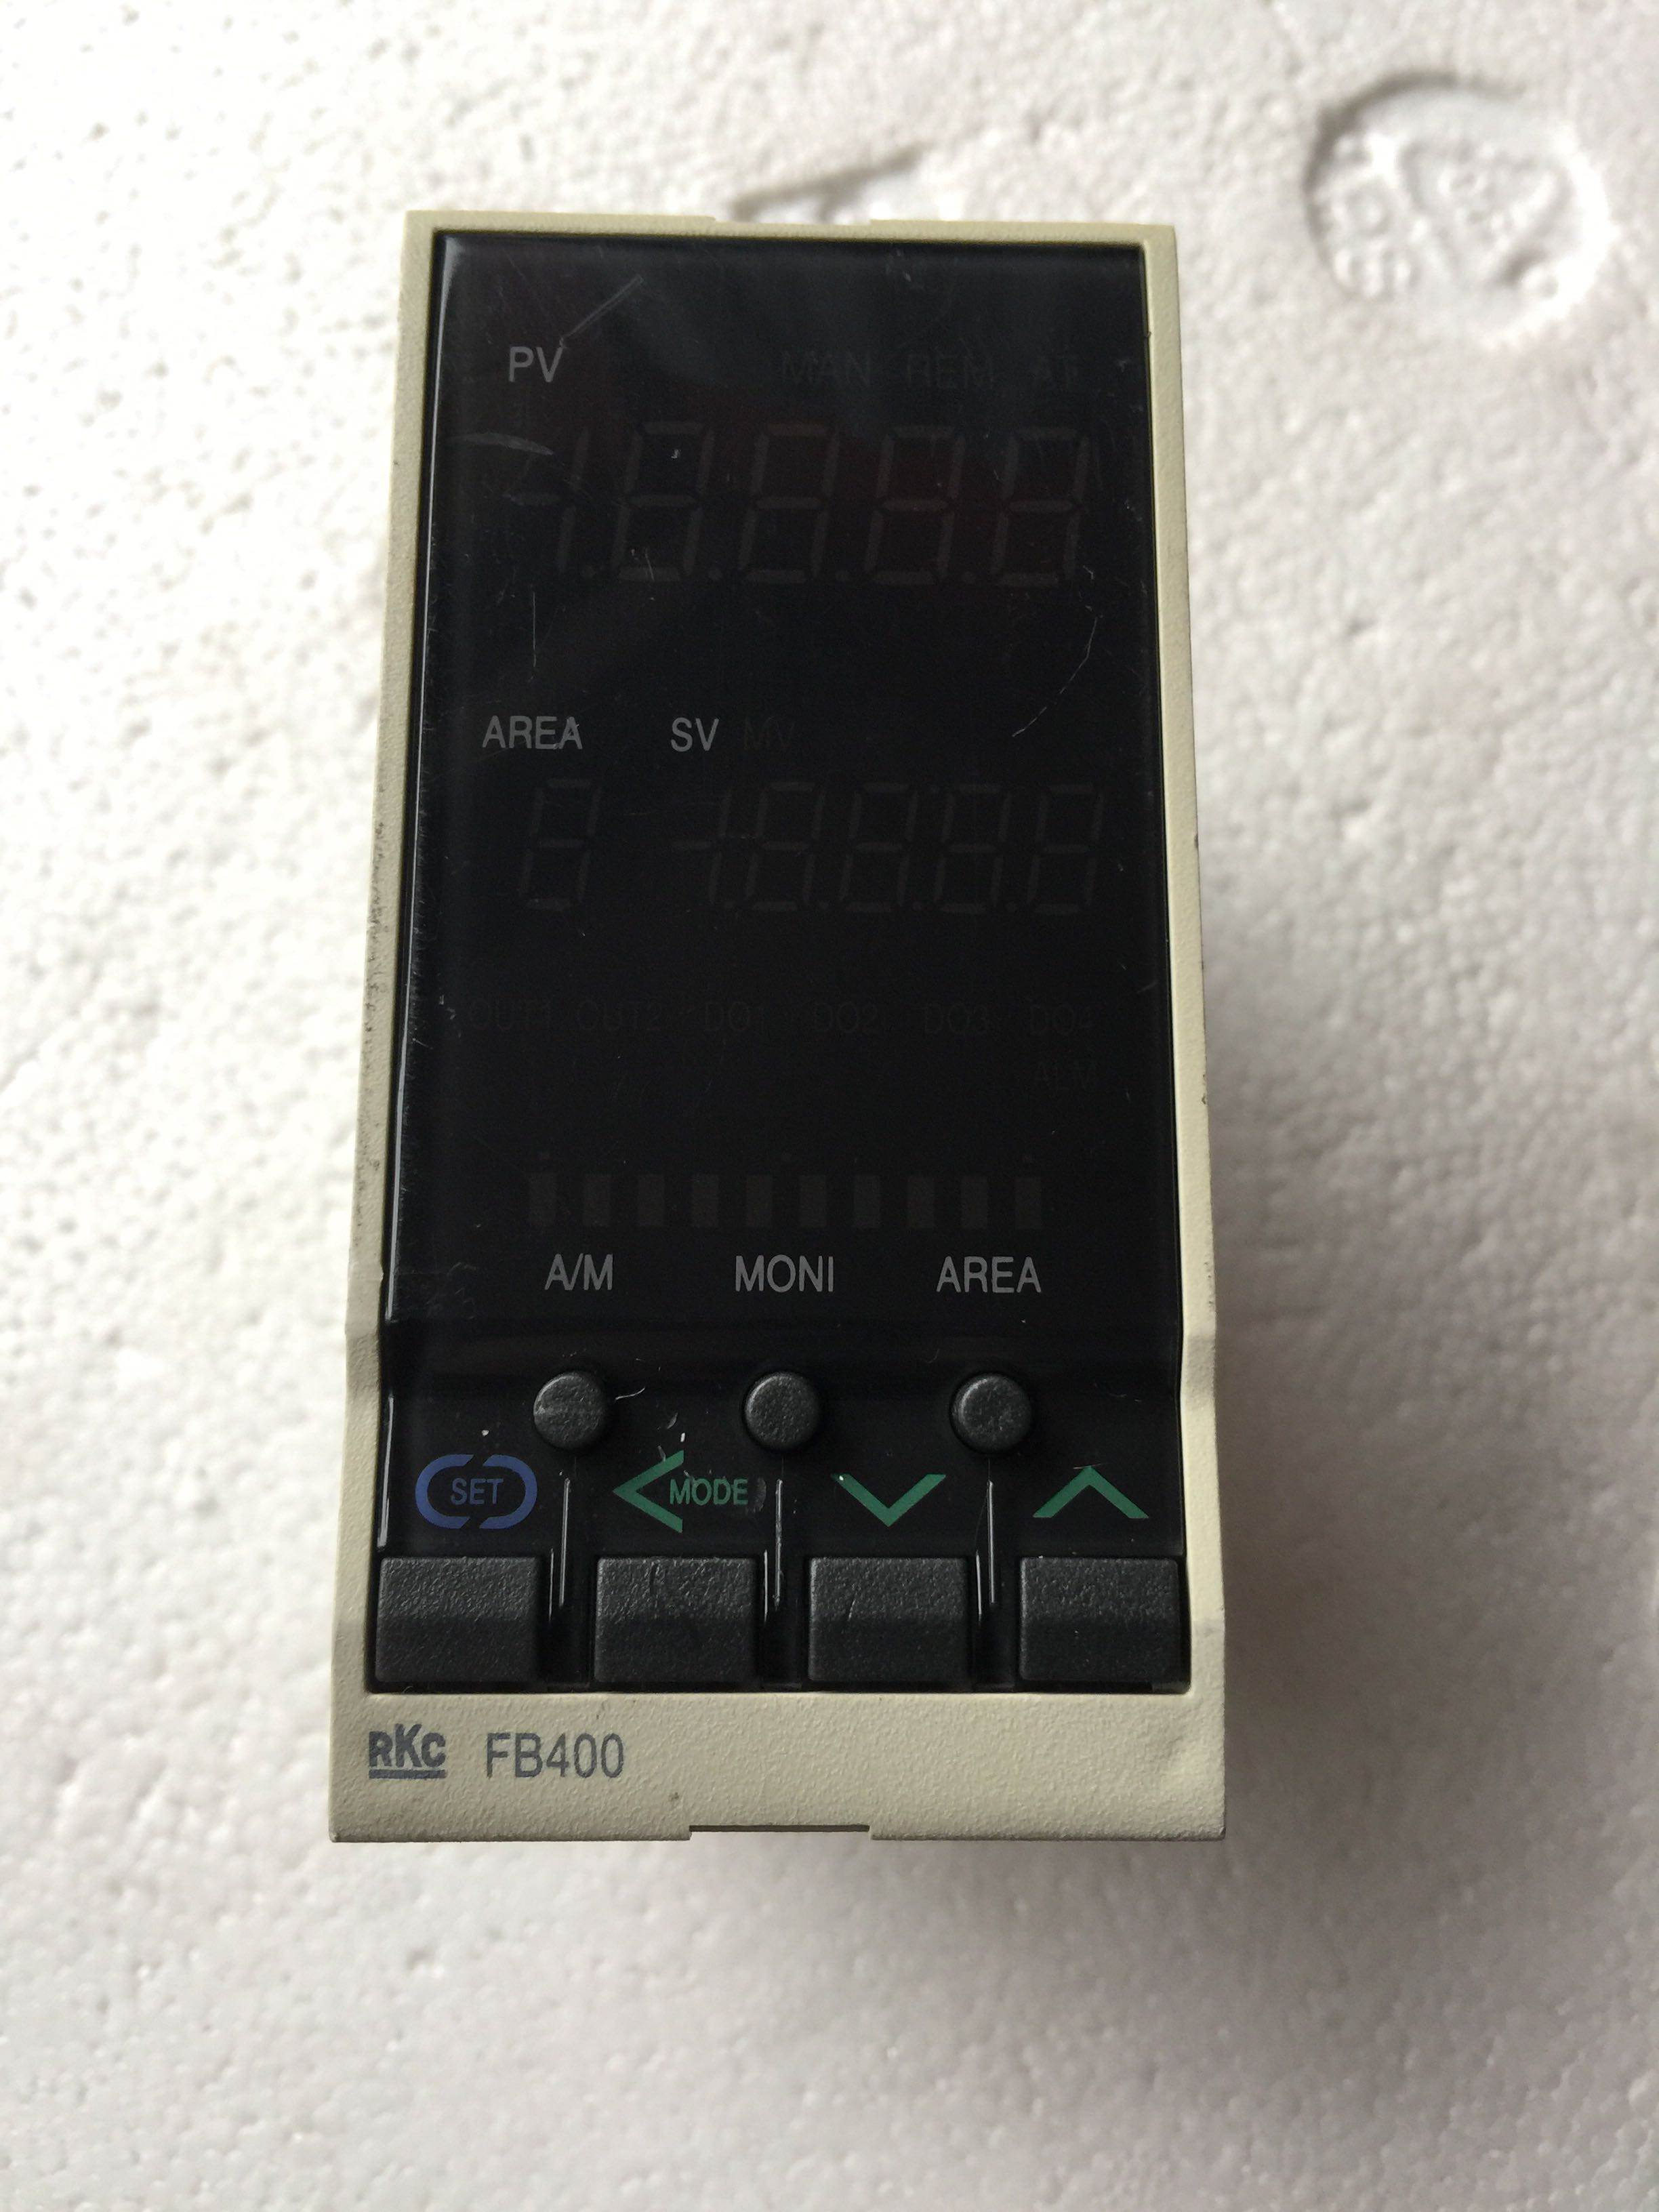 PV MAN REM AT
AREA SV MV
OUT1 OUT2 DO1 DO2 DO3 DO4
ALM
A/M MONI AREA
SET MODE
RKC FB400